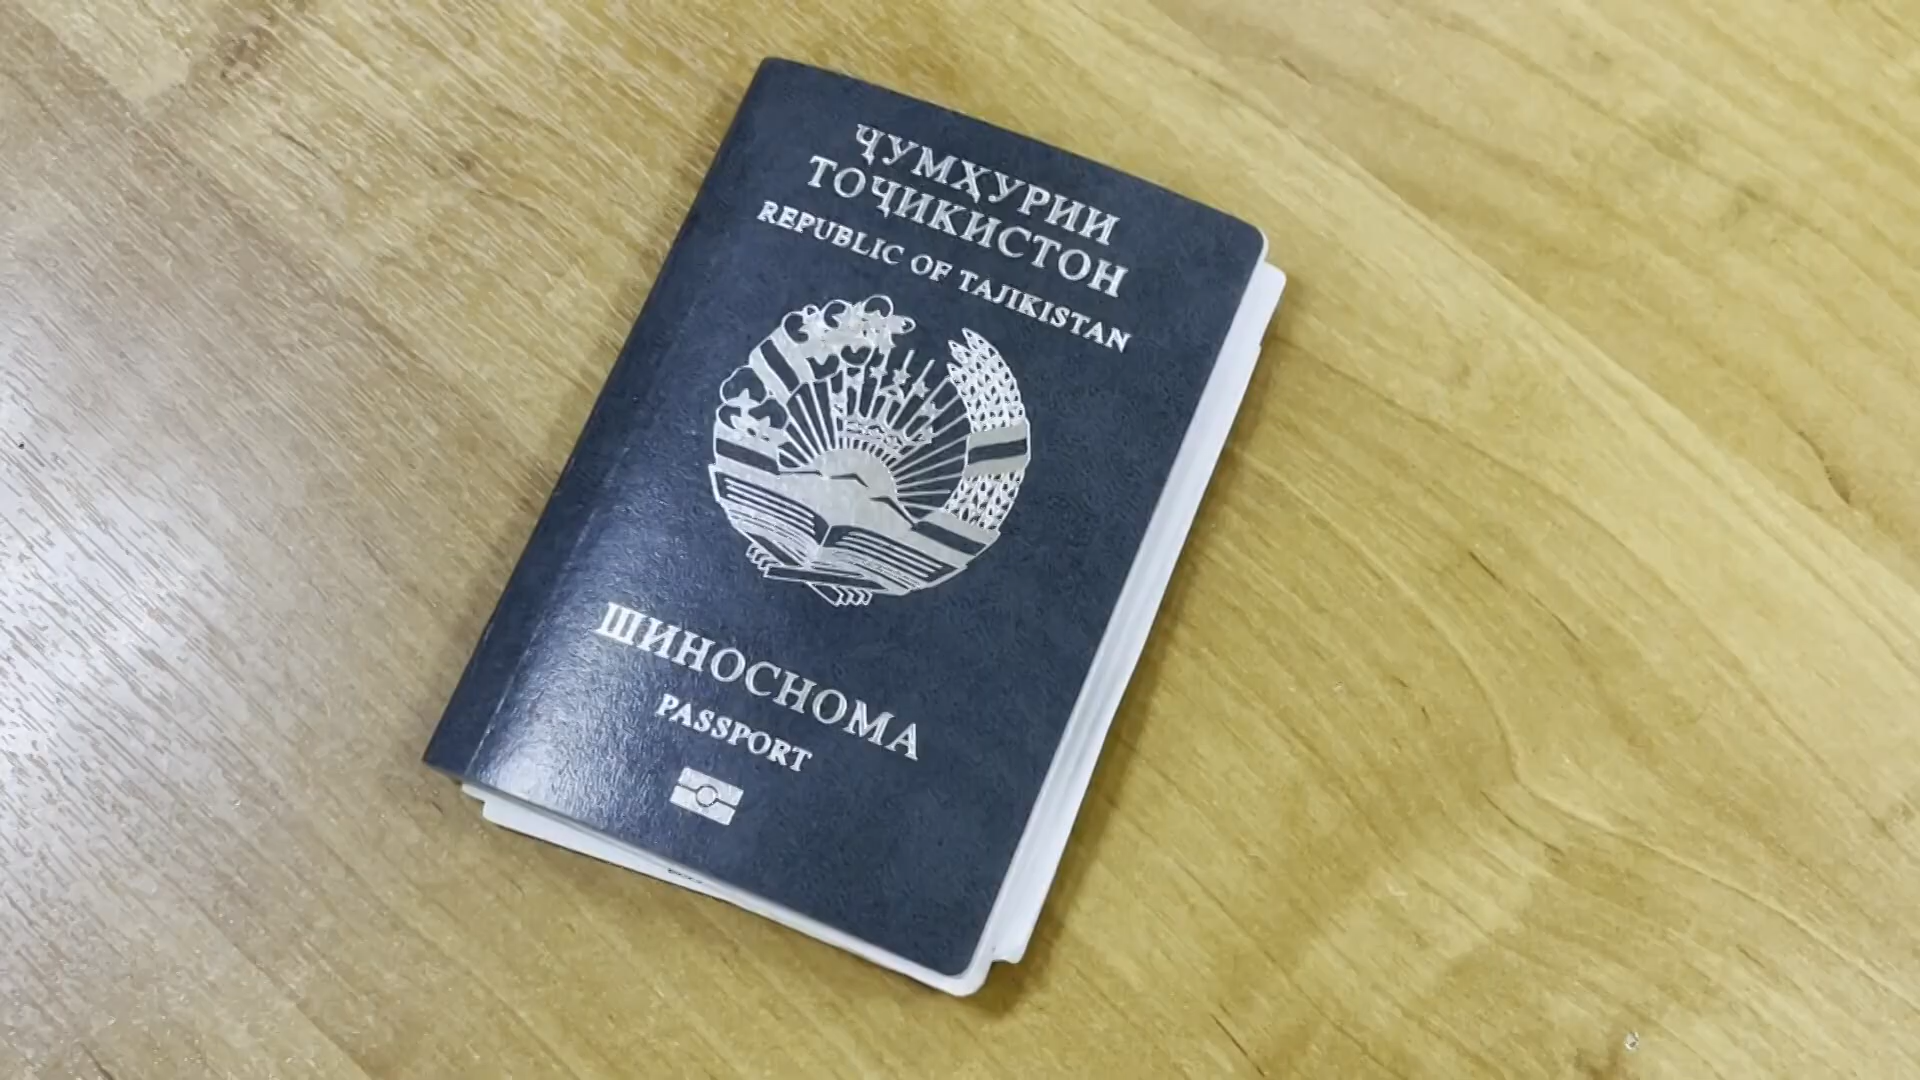 ҶУМҲУРИИ
ТОҶИКИСТОН
REPUBLIC OF TAJIKISTAN
ШИНОСНОМА
PASSPORT